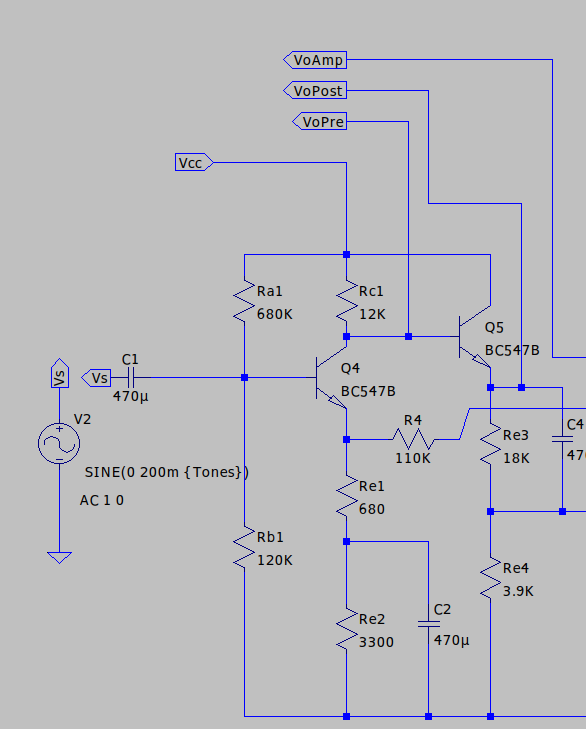 VoAmp
VoPost
VoPre
Vcc
Ra1
680K
Rc1
12K
Q5
BC547B
C1
Vs
Vs
470µ
Q4
BC547B
V2
R4
110K
Re3
18K
C4
47
SINE(0 200m {Tones})
AC 1 0
Re1
680
Rb1
120K
Re4
3.9K
Re2
3300
C2
470µ